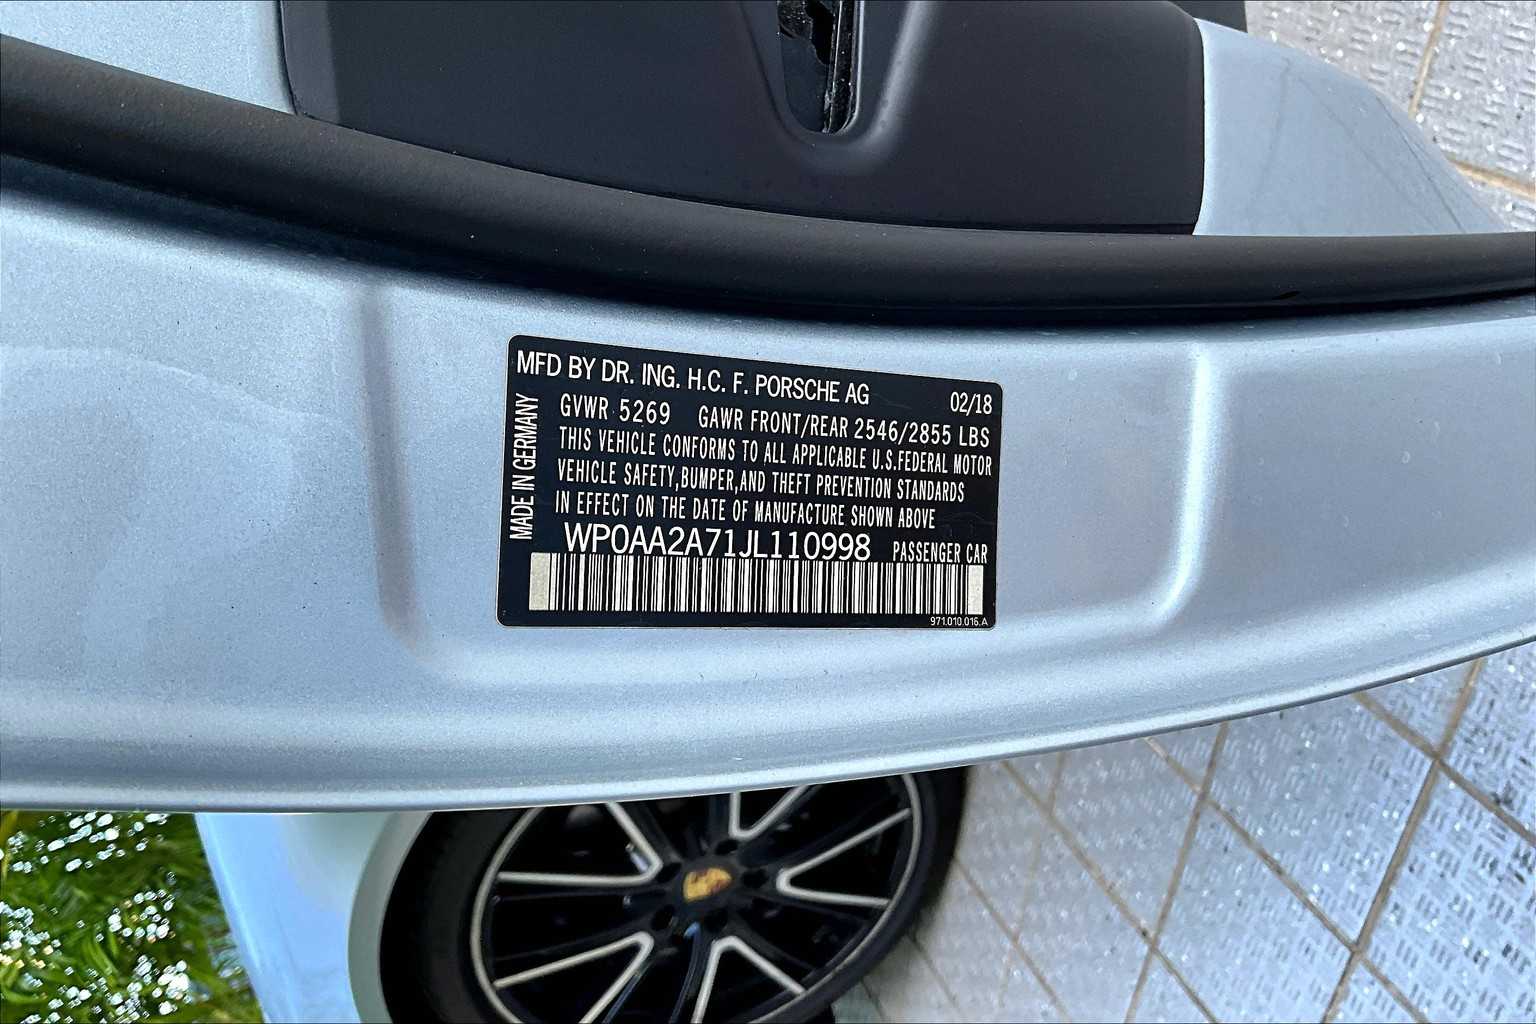 MFD BY DR. ING. H.C. F. PORSCHE AG 02/18
GVWR 5269 GAWR FRONT/REAR 2546/2855 LBS
THIS VEHICLE CONFORMS TO ALL APPLICABLE U.S.FEDERAL MOTOR
VEHICLE SAFETY,BUMPER,AND THEFT PREVENTION STANDARDS
IN EFFECT ON THE DATE OF MANUFACTURE SHOWN ABOVE
WP0AA2A71JL110998 PASSENGER CAR
971.010.016.A
MADE IN GERMANY